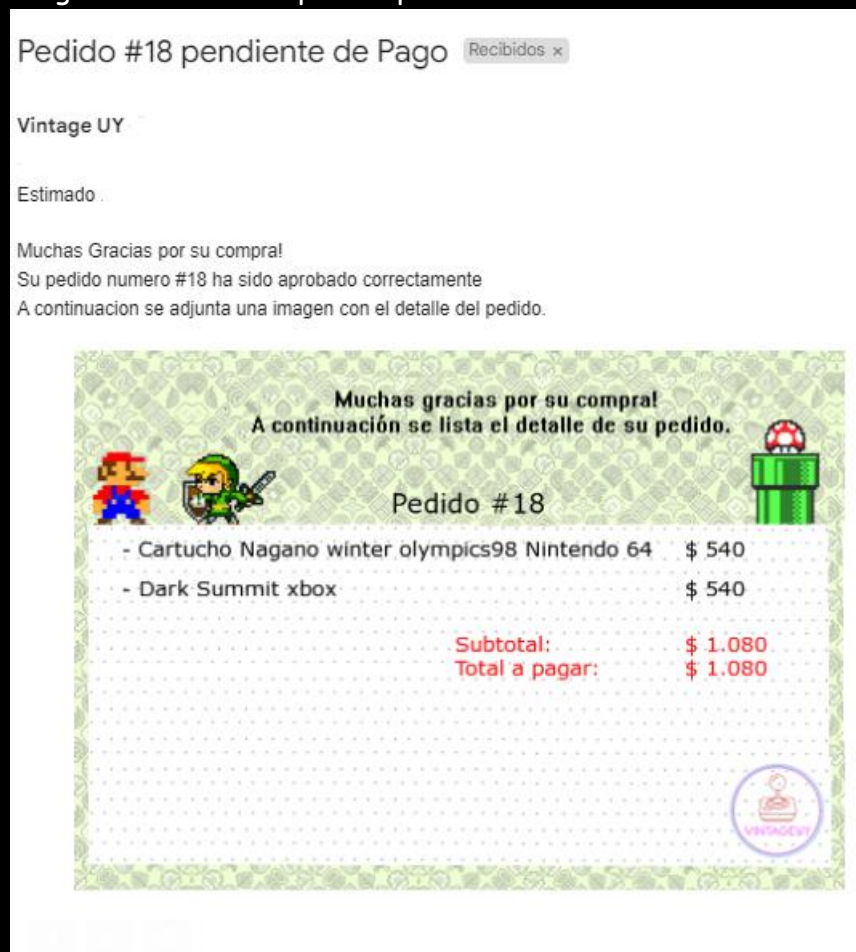 Pedido #18 pendiente de Pago Recibidos ×
Vintage UY
Estimado
Muchas Gracias por su compra!
Su pedido numero #18 ha sido aprobado correctamente
A continuacion se adjunta una imagen con el detalle del pedido.
Muchas gracias por su compra!
A continuación se lista el detalle de su pedido.
Pedido #18
- Cartucho Nagano winter olympics98 Nintendo 64 $ 540
- Dark Summit xbox $ 540
Subtotal: $ 1.080
Total a pagar: $ 1.080
VINTAGEUY